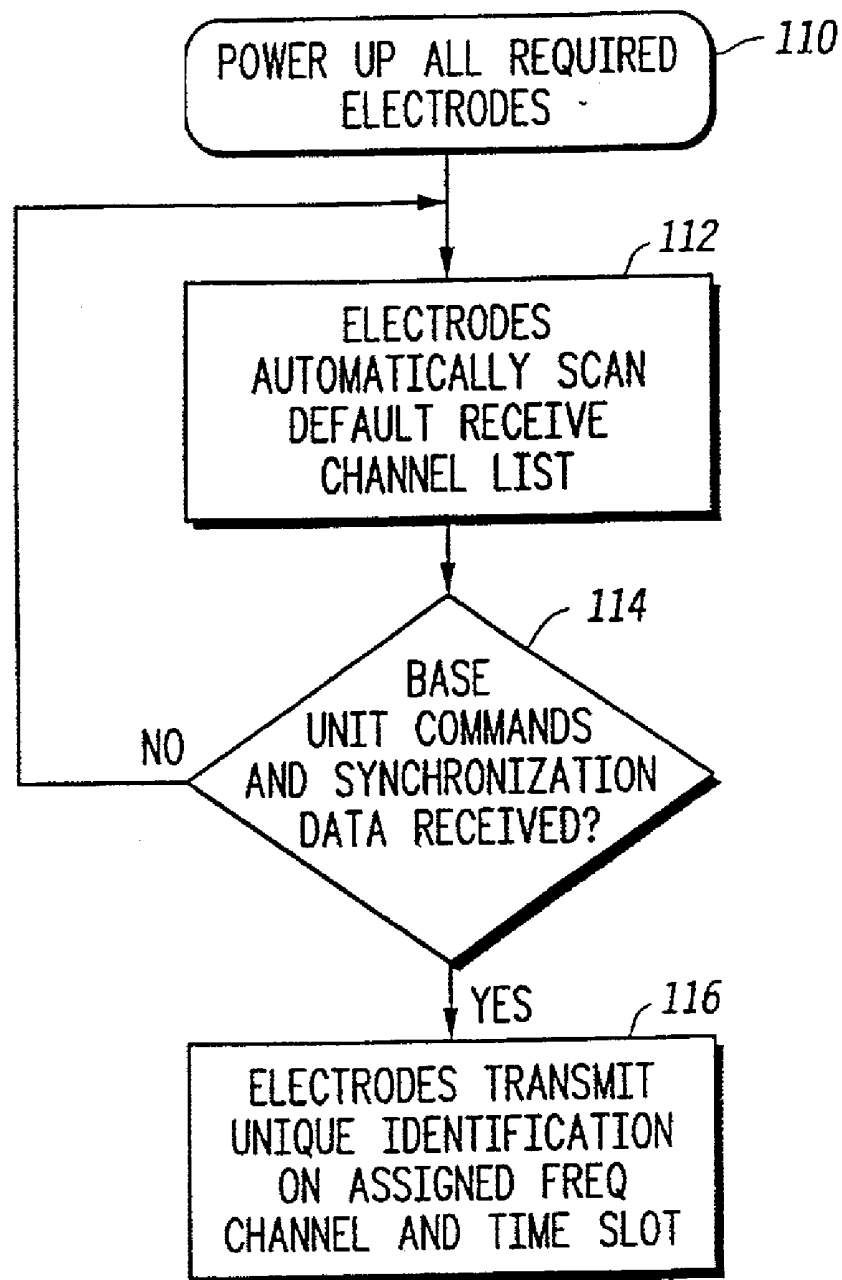 POWER UP ALL REQUIRED
ELECTRODES
110
112
ELECTRODES
AUTOMATICALLY SCAN
DEFAULT RECEIVE
CHANNEL LIST
114
BASE
UNIT COMMANDS
AND SYNCHRONIZATION
DATA RECEIVED?
NO
YES
116
ELECTRODES TRANSMIT
UNIQUE IDENTIFICATION
ON ASSIGNED FREQ
CHANNEL AND TIME SLOT